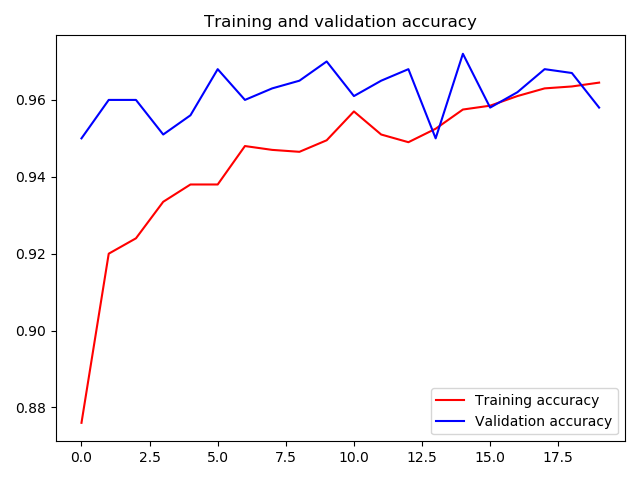 Training and validation accuracy
0.96
0.94
0.92
0.90
0.88
Training accuracy
Validation accuracy
0.0 2.5 5.0 7.5 10.0 12.5 15.0 17.5